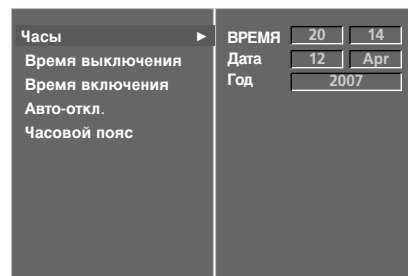 Часы ►
Время выключения
Время включения
Авто-откл.
Часовой пояс
ВРЕМЯ 20 14
Дата 12 Apr
Год 2007